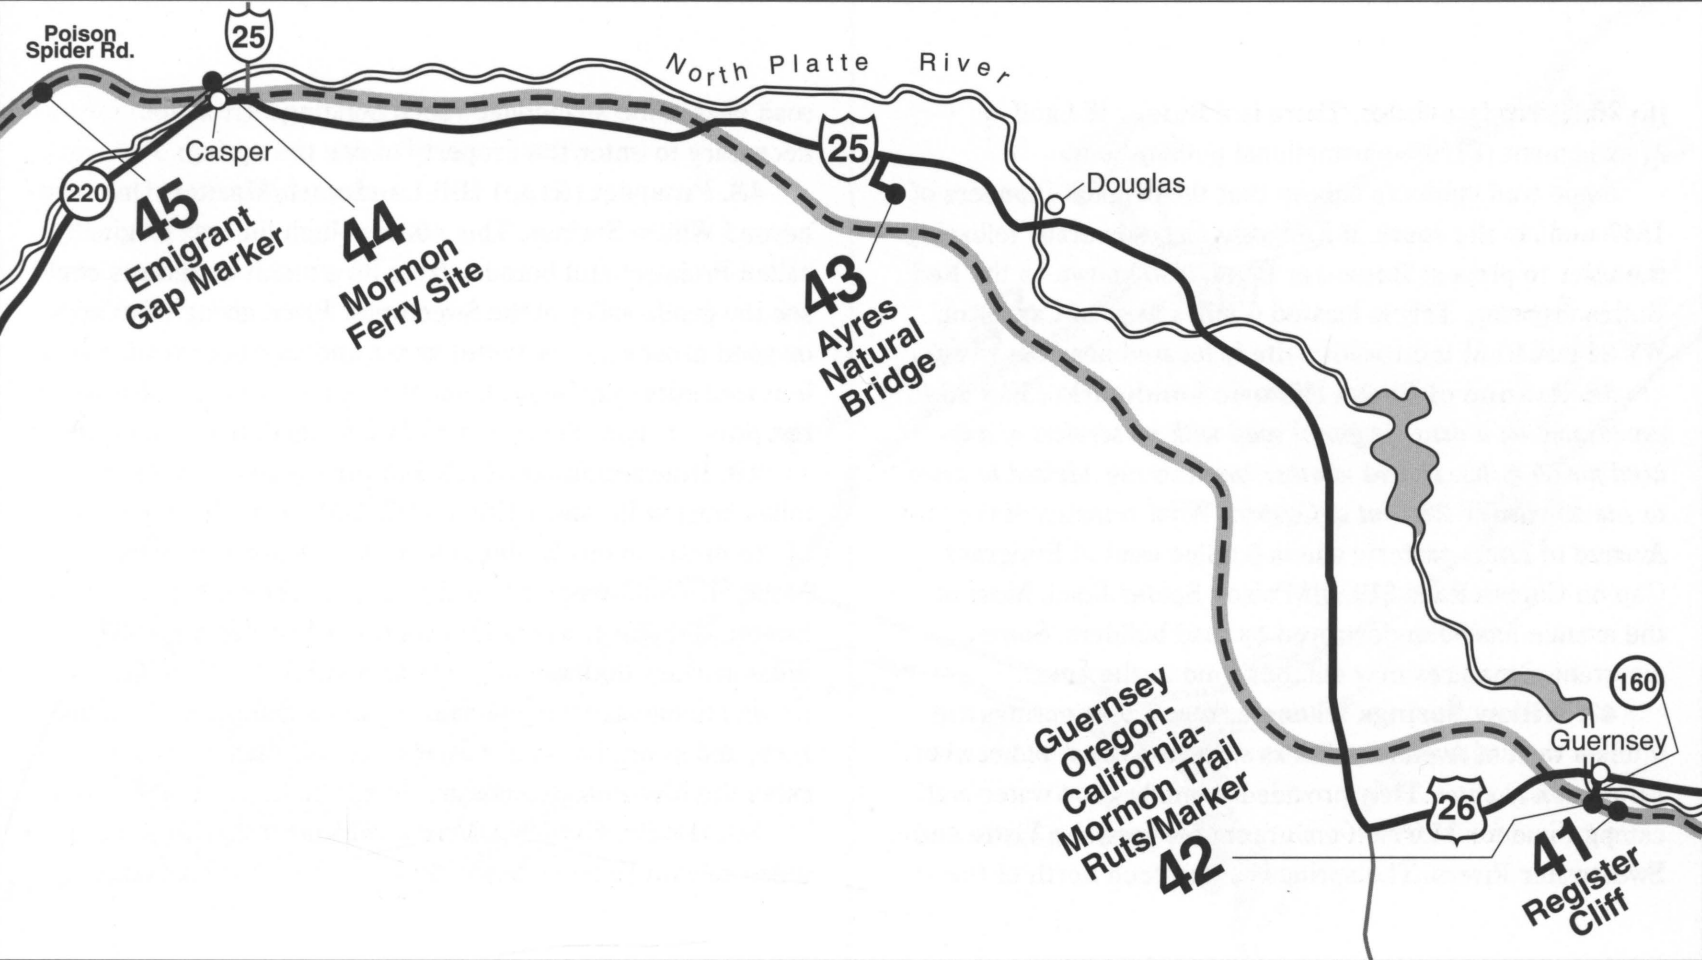 Poison
Spider Rd.
25
North Platte River
Casper
220
25
Douglas
45
Emigrant
Gap Marker
44
Mormon
Ferry Site
43
Ayres
Natural
Bridge
160
Guernsey
Guernsey
Oregon-
California-
Mormon Trail
Ruts/Marker
42
26
41
Register
Cliff